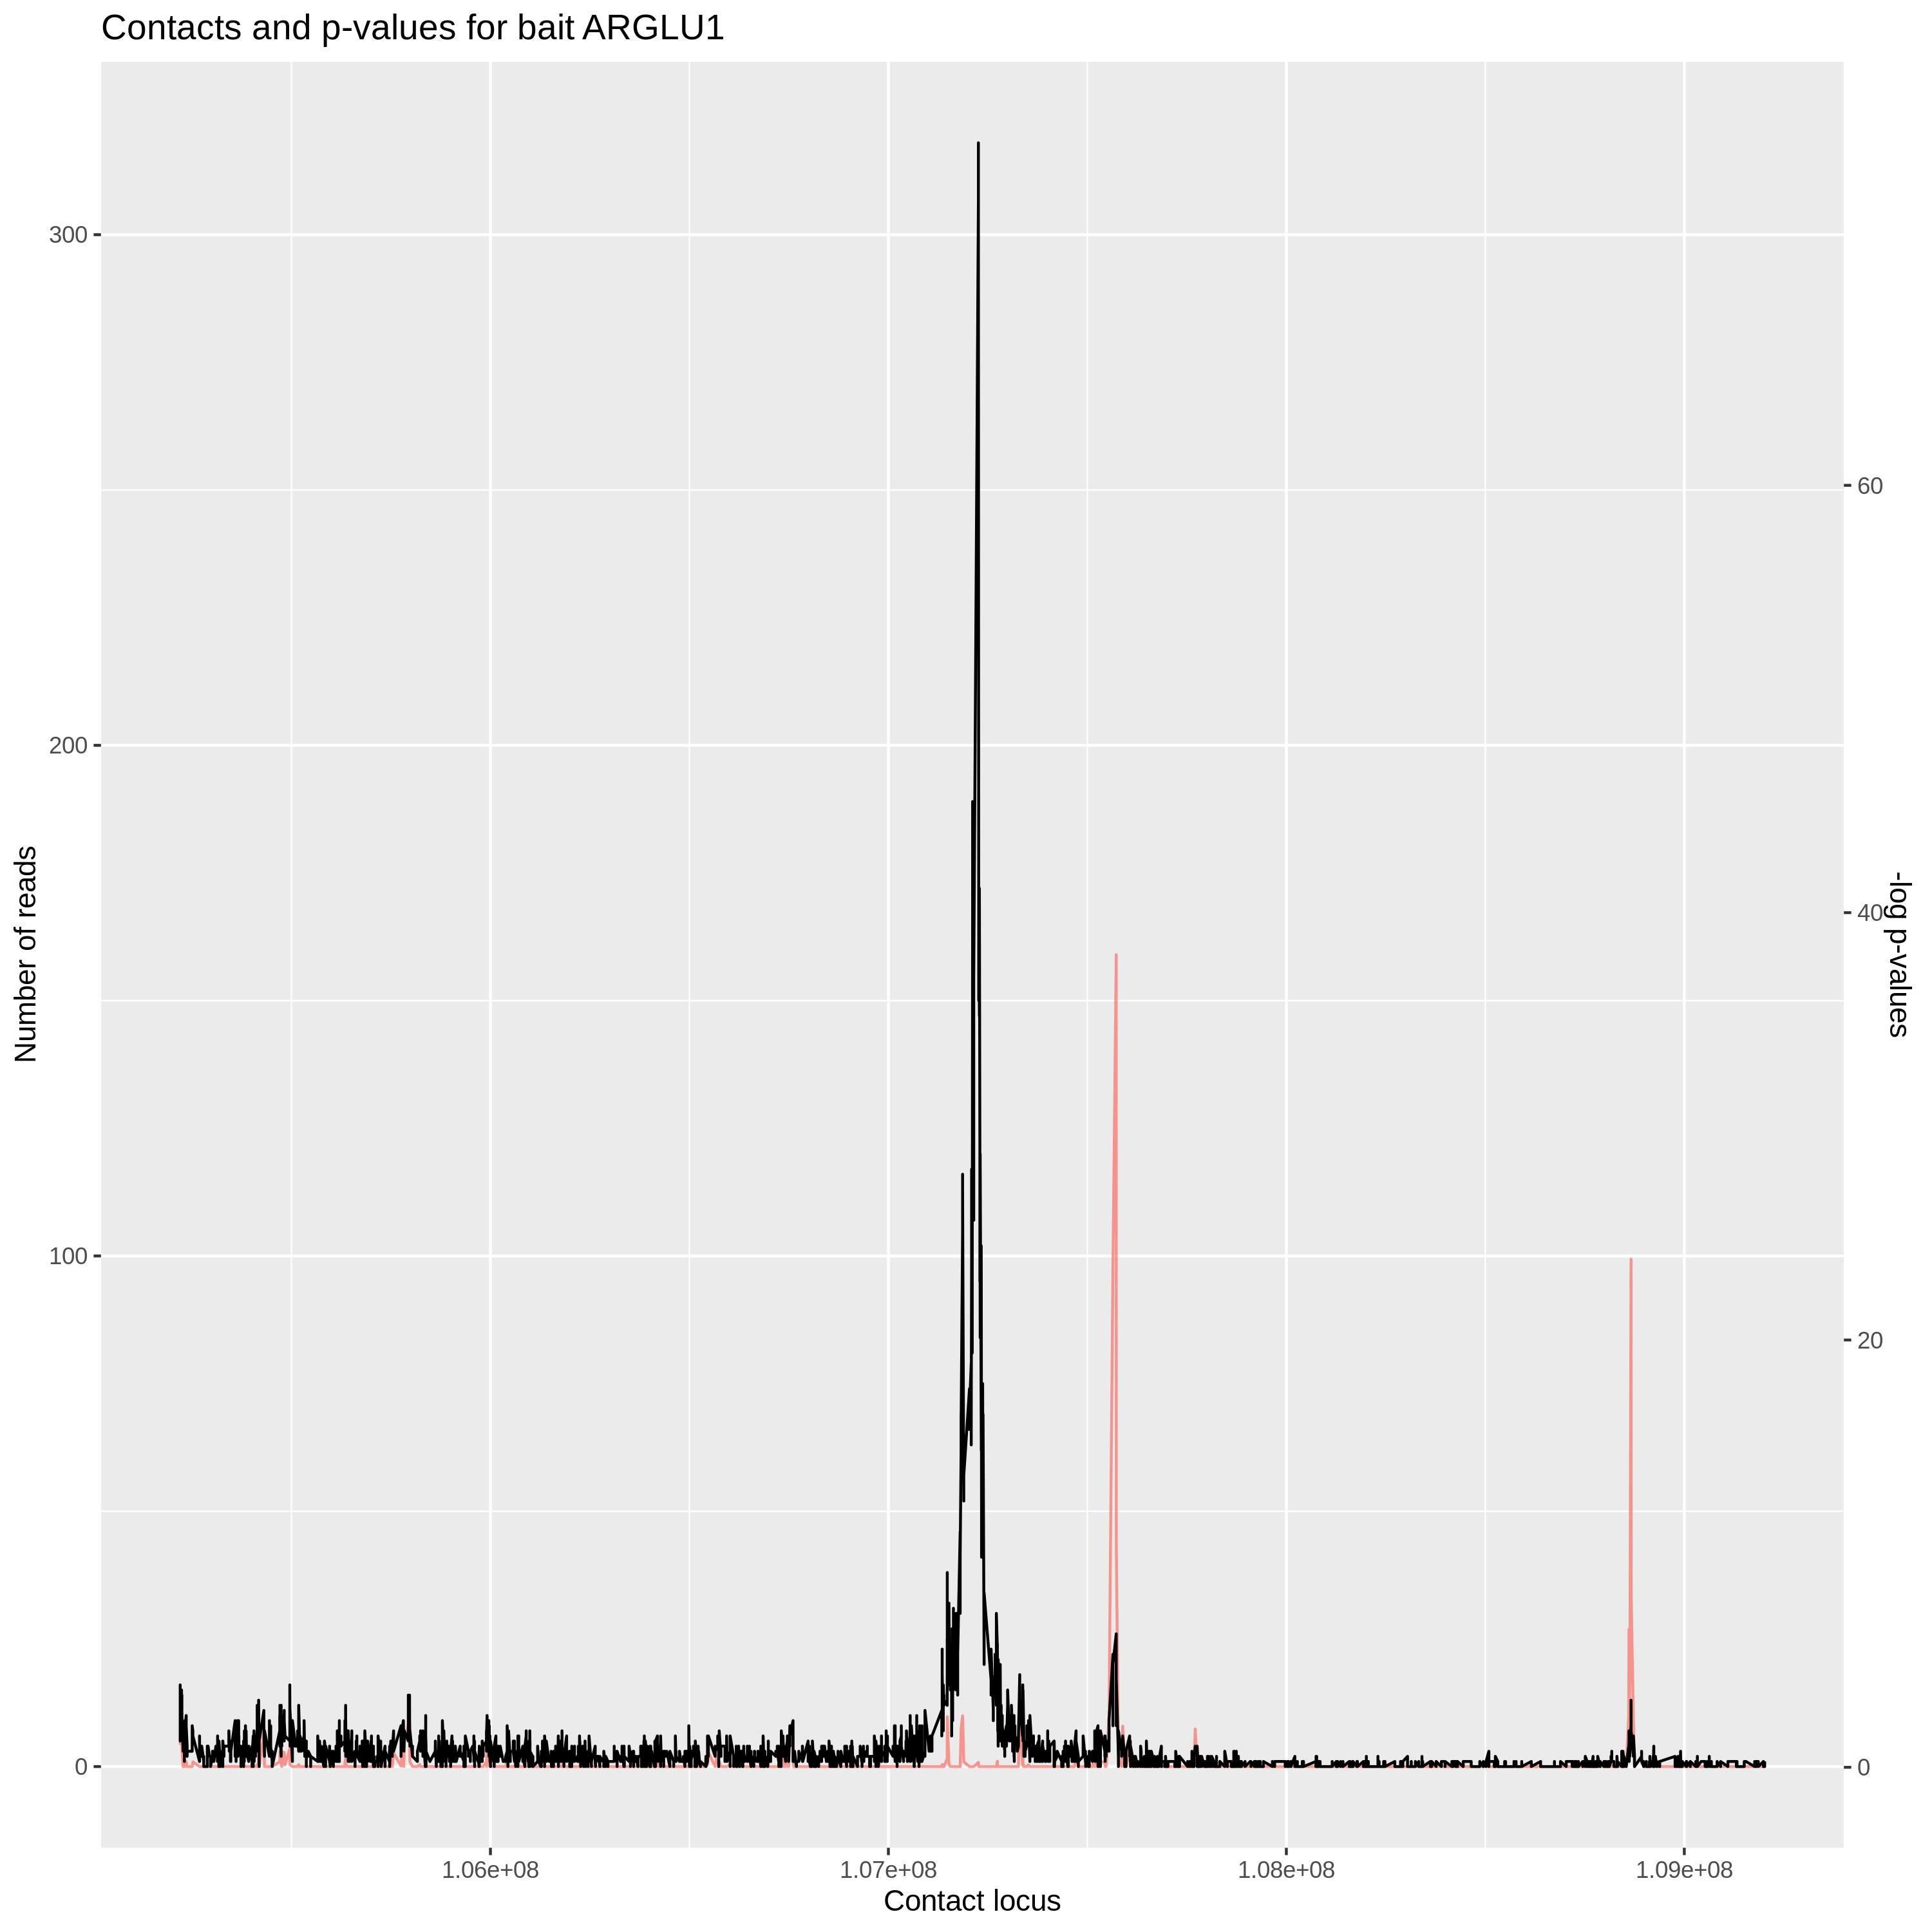 Contacts and p-values for bait ARGLU1
300
200
100
0
Number of reads
60
40
20
0
-log p-values
1.06e+08
1.07e+08
1.08e+08
1.09e+08
Contact locus